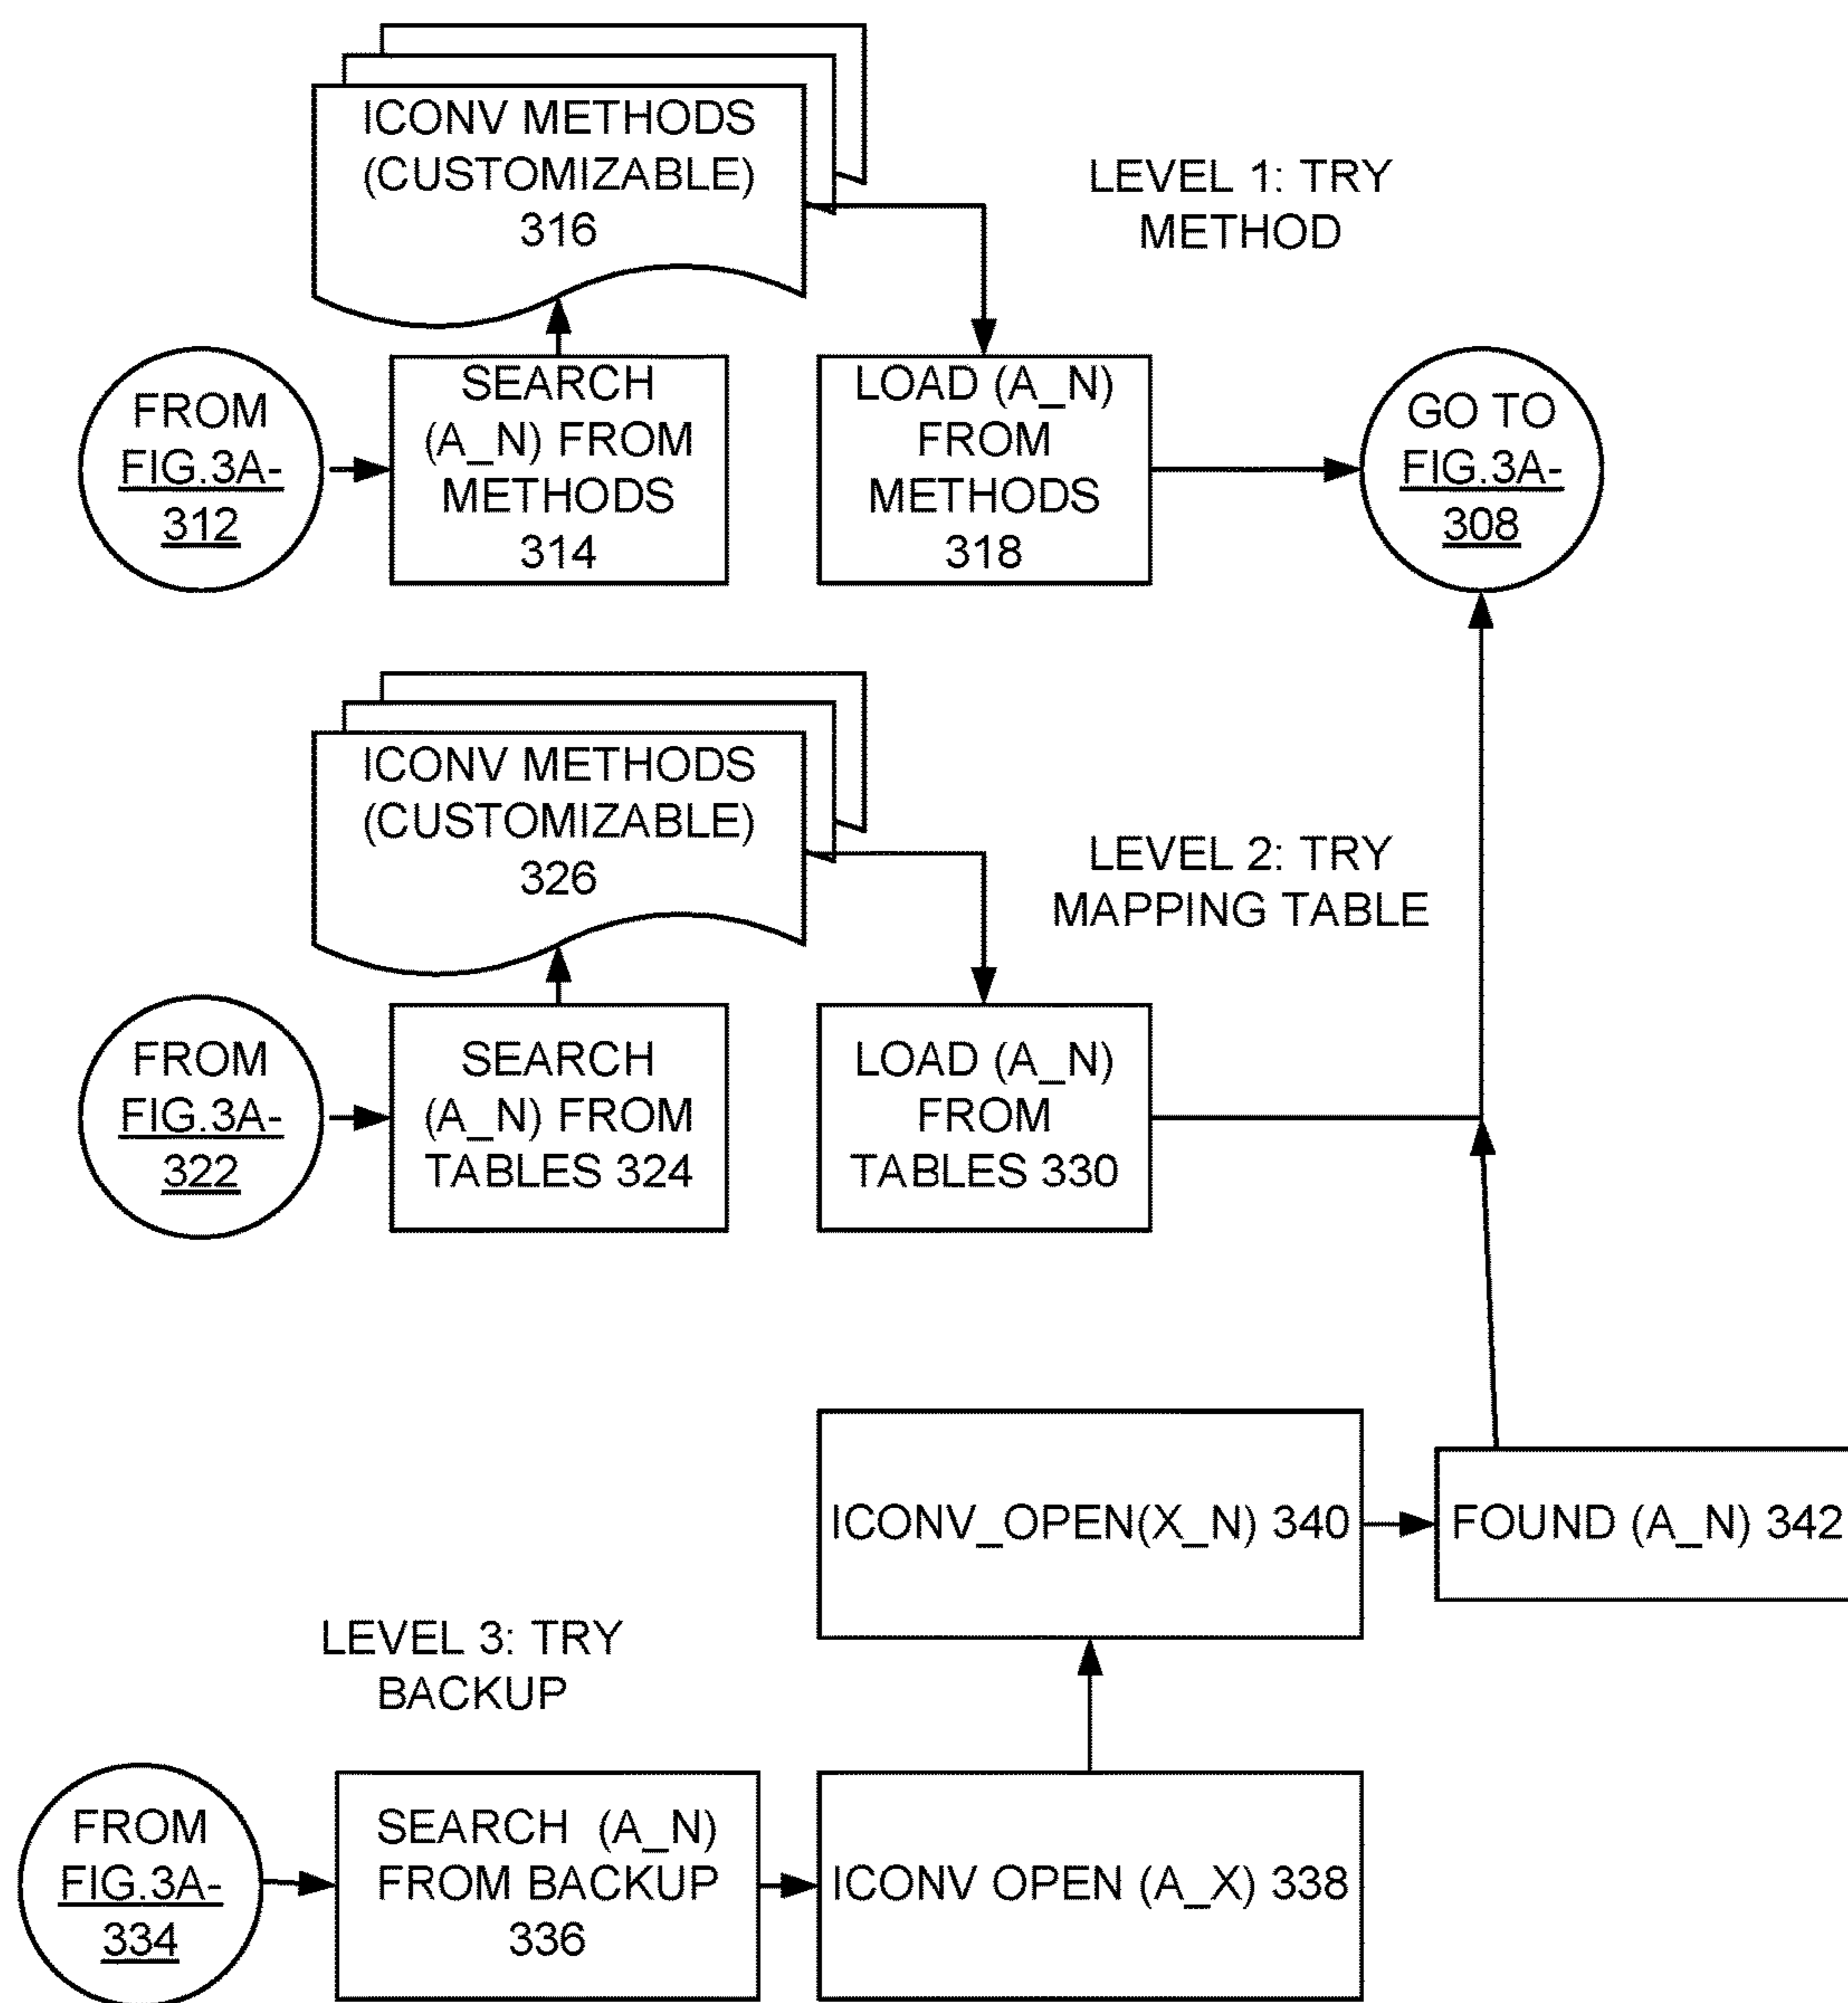 ICONV METHODS
(CUSTOMIZABLE)
316
LEVEL 1: TRY
METHOD
FROM
FIG.3A-
312
SEARCH
(A_N) FROM
METHODS
314
LOAD (A_N)
FROM
METHODS
318
GO TO
FIG.3A-
308
ICONV METHODS
(CUSTOMIZABLE)
326
LEVEL 2: TRY
MAPPING TABLE
FROM
FIG.3A-
322
SEARCH
(A_N) FROM
TABLES 324
LOAD (A_N)
FROM
TABLES 330
ICONV_OPEN(X_N) 340
FOUND (A_N) 342
LEVEL 3: TRY
BACKUP
FROM
FIG.3A-
334
SEARCH (A_N)
FROM BACKUP
336
ICONV OPEN (A_X) 338